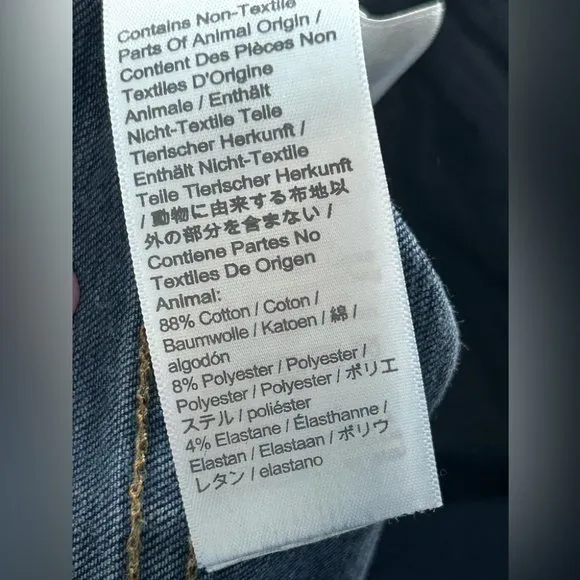 Contains Non-Textile
Parts Of Animal Origin /
Contient Des Pièces Non
Textiles D'Origine
Animale / Enthält
Nicht-Textile Teile
Tierischer Herkunft /
Enthält Nicht-Textile
Teile Tierischer Herkunft
/ 動物に由来する布地以
外の部分を含まない /
Contiene Partes No
Textiles De Origen
Animal:
88% Cotton / Coton /
Baumwolle / Katoen / 綿 /
algodón
8% Polyester / Polyester /
Polyester / Polyester / ポリエ
ステル / poliéster
4% Elastane / Élasthanne /
Elastan / Elastaan / ポリウ
レタン / elastano